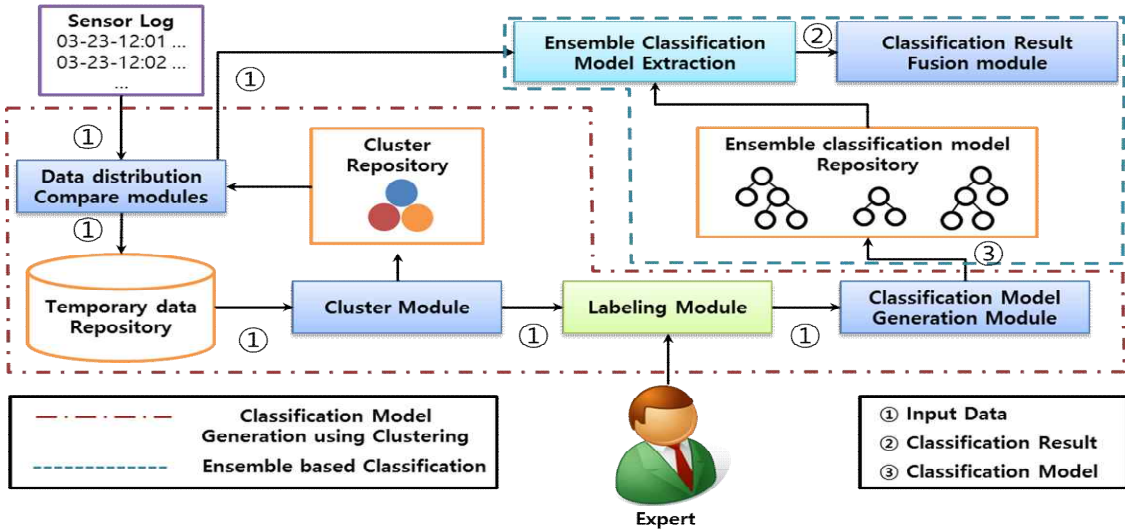 Sensor Log
03-23-12:01 ...
03-23-12:02 ...
...
①
①
Ensemble Classification
Model Extraction
②
Classification Result
Fusion module
Data distribution
Compare modules
①
Cluster
Repository
Ensemble classification model
Repository
③
Temporary data
Repository
①
Cluster Module
①
Labeling Module
①
Classification Model
Generation Module
Classification Model
Generation using Clustering
Ensemble based Classification
Expert
① Input Data
② Classification Result
③ Classification Model